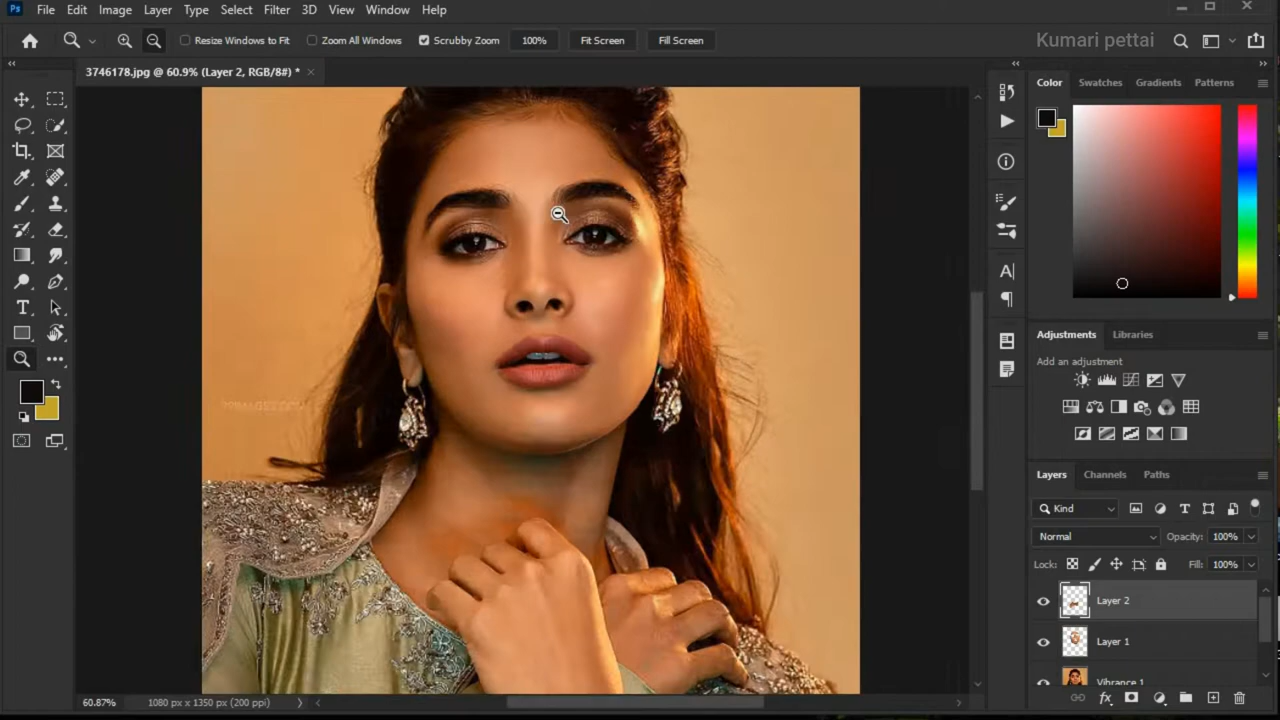 Ps File Edit Image Layer Type Select Filter 3D View Window Help
Resize Windows to Fit Zoom All Windows Scrubby Zoom 100% Fit Screen Fill Screen Kumari pettai
3746178.jpg @ 60.9% (Layer 2, RGB/8#) *
Color Swatches Gradients Patterns
Adjustments Libraries
Add an adjustment
Layers Channels Paths
Kind
Normal Opacity: 100%
Lock: Fill: 100%
Layer 2
Layer 1
Vibrance 1
60.87% 1080 px x 1350 px (200 ppi)